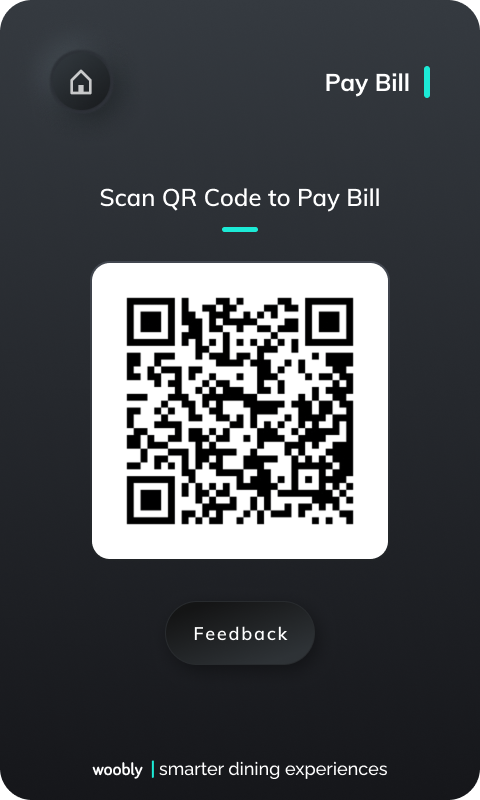 Pay Bill
Scan QR Code to Pay Bill
Feedback
woobly | smarter dining experiences